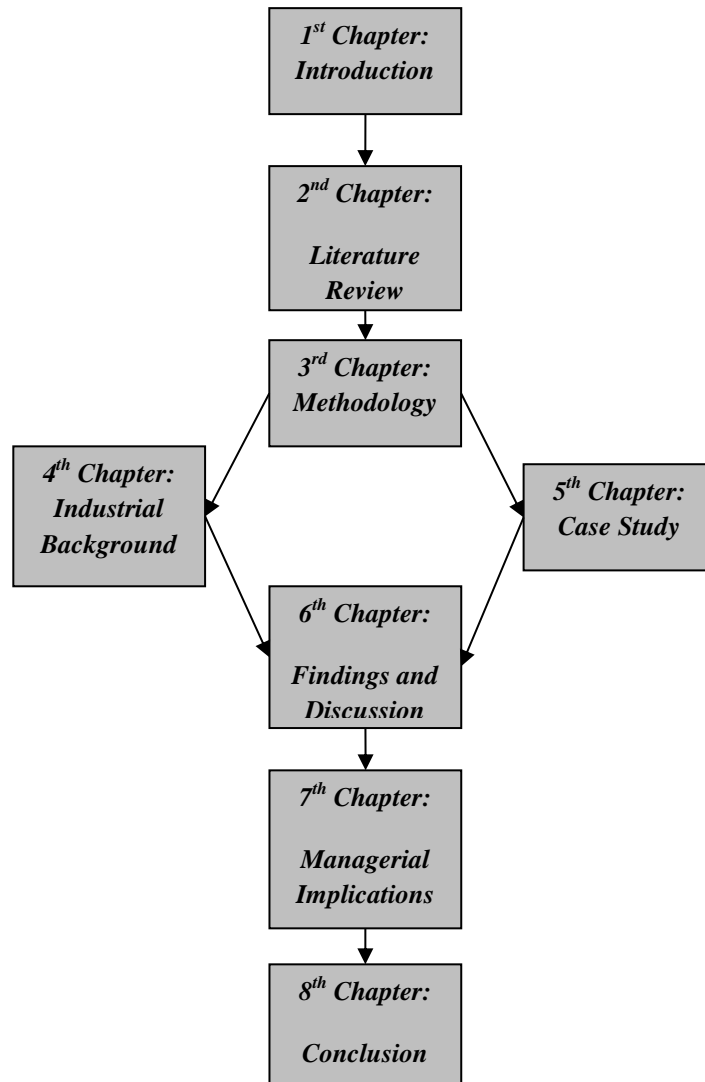 1st Chapter:
Introduction
2nd Chapter:
Literature
Review
3rd Chapter:
Methodology
4th Chapter:
Industrial
Background
5th Chapter:
Case Study
6th Chapter:
Findings and
Discussion
7th Chapter:
Managerial
Implications
8th Chapter:
Conclusion